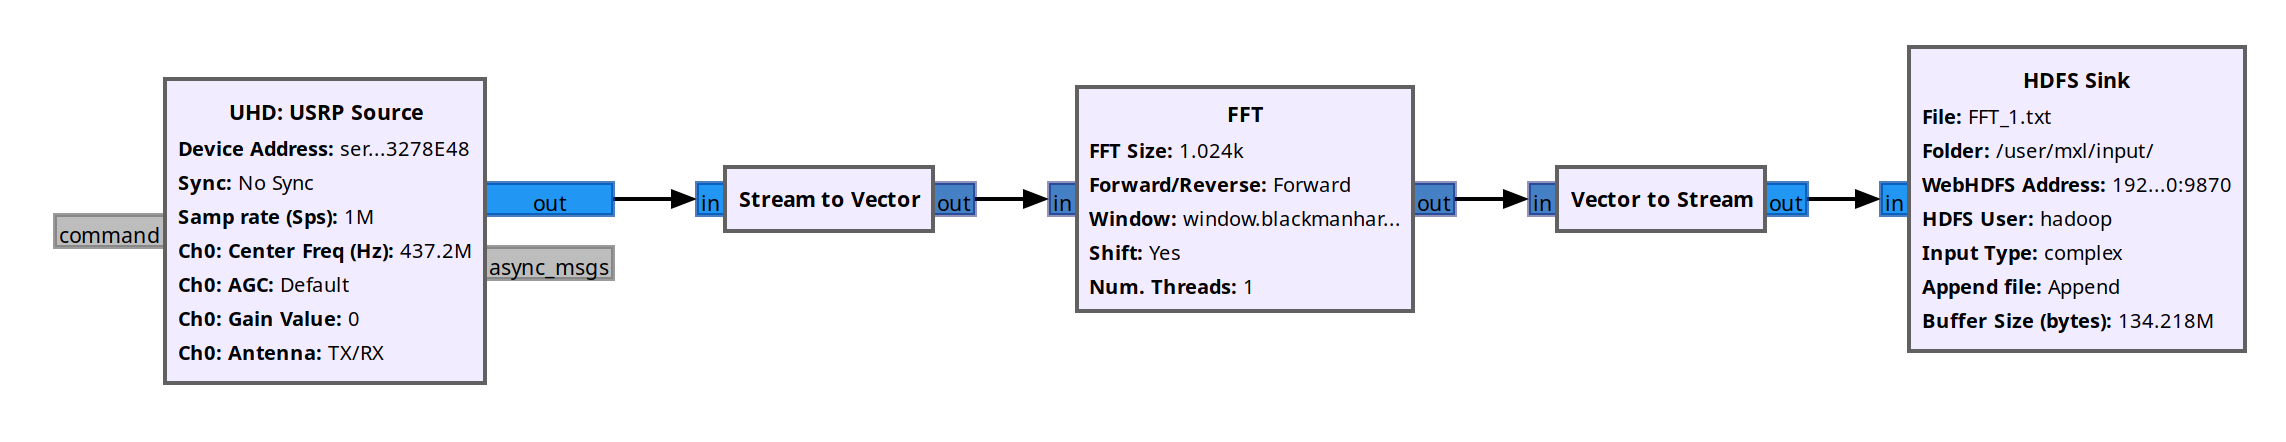 command
UHD: USRP Source
Device Address: ser...3278E48
Sync: No Sync
Samp rate (Sps): 1M
Ch0: Center Freq (Hz): 437.2M
Ch0: AGC: Default
Ch0: Gain Value: 0
Ch0: Antenna: TX/RX
out
async_msgs
in
Stream to Vector
out
in
FFT
FFT Size: 1.024k
Forward/Reverse: Forward
Window: window.blackmanhar...
Shift: Yes
Num. Threads: 1
out
in
Vector to Stream
out
in
HDFS Sink
File: FFT_1.txt
Folder: /user/mxl/input/
WebHDFS Address: 192...0:9870
HDFS User: hadoop
Input Type: complex
Append file: Append
Buffer Size (bytes): 134.218M